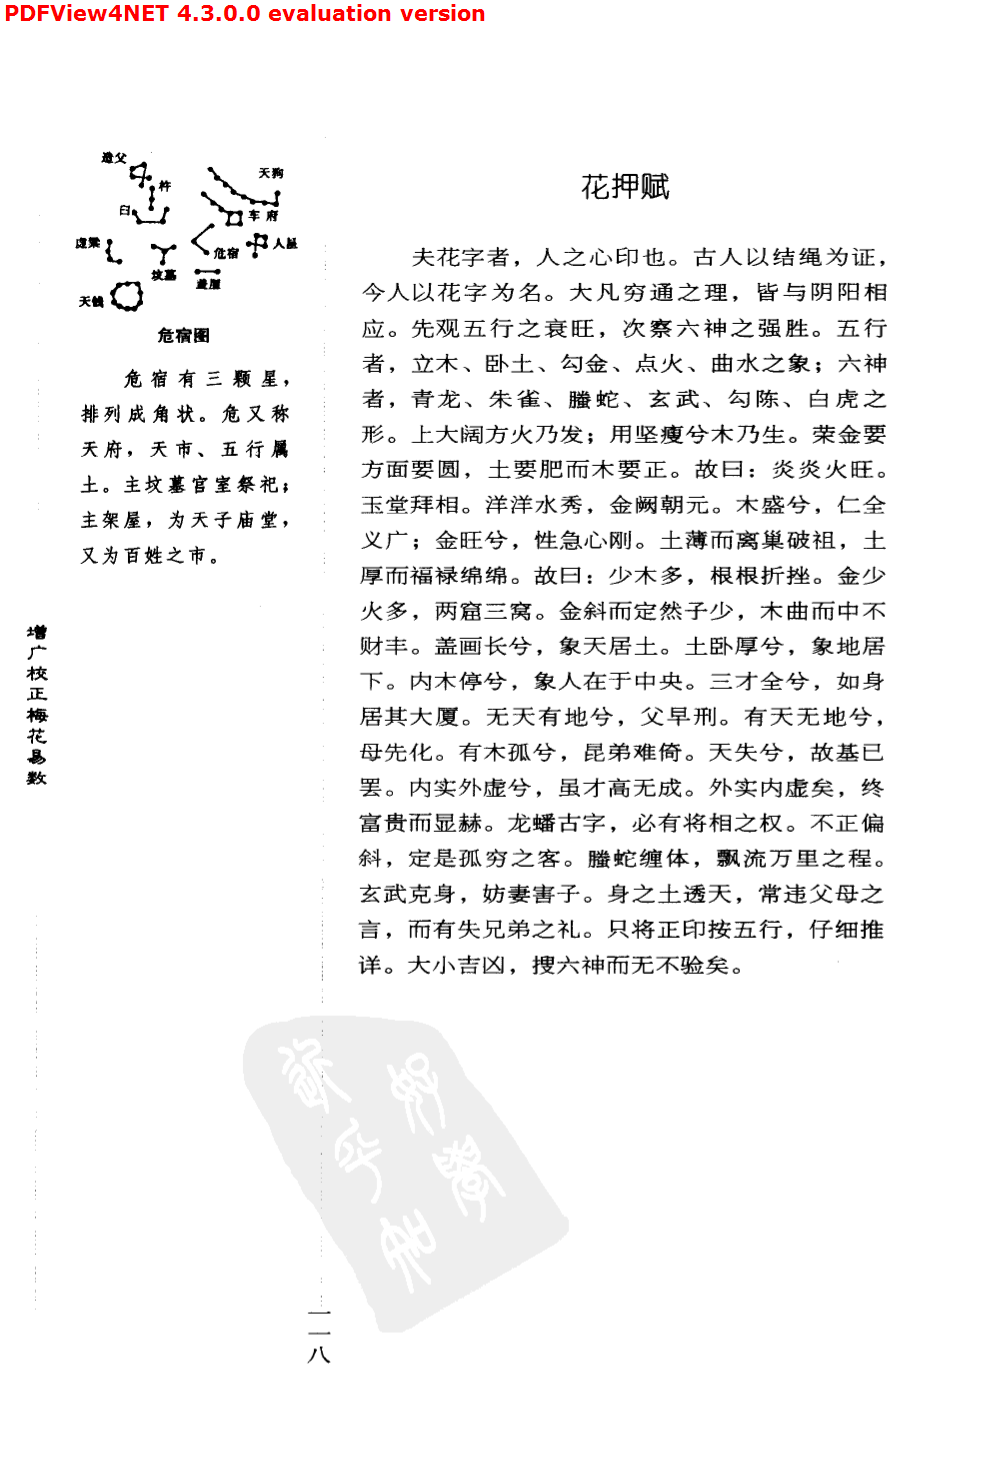 PDFView4NET 4.3.0.0 evaluation version
造父
杵
天狗
臼
车府
虚梁
危宿
人星
坟墓
盖屋
天钱
危宿图
危宿有三颗星，
排列成角状。危又称
天府，天市、五行属
土。主坟墓官室祭祀；
主架屋，为天子庙堂，
又为百姓之市。
增广校正梅花易数
花押赋
夫花字者，人之心印也。古人以结绳为证，
今人以花字为名。大凡穷通之理，皆与阴阳相
应。先观五行之衰旺，次察六神之强胜。五行
者，立木、卧土、勾金、点火、曲水之象；六神
者，青龙、朱雀、螣蛇、玄武、勾陈、白虎之
形。上大阔方火乃发；用坚瘦兮木乃生。荣金要
方面要圆，土要肥而木要正。故曰：炎炎火旺。
玉堂拜相。洋洋水秀，金阙朝元。木盛兮，仁全
义广；金旺兮，性急心刚。土薄而离巢破祖，土
厚而福禄绵绵。故曰：少木多，根根折挫。金少
火多，两窟三窝。金斜而定然子少，木曲而中不
财丰。盖画长兮，象天居土。土卧厚兮，象地居
下。内木停兮，象人在于中央。三才全兮，如身
居其大厦。无天有地兮，父早刑。有天无地兮，
母先化。有木孤兮，昆弟难倚。天失兮，故基已
罢。内实外虚兮，虽才高无成。外实内虚矣，终
富贵而显赫。龙蟠古字，必有将相之权。不正偏
斜，定是孤穷之客。螣蛇缠体，飘流万里之程。
玄武克身，妨妻害子。身之土透天，常违父母之
言，而有失兄弟之礼。只将正印按五行，仔细推
详。大小吉凶，搜六神而无不验矣。
一一八